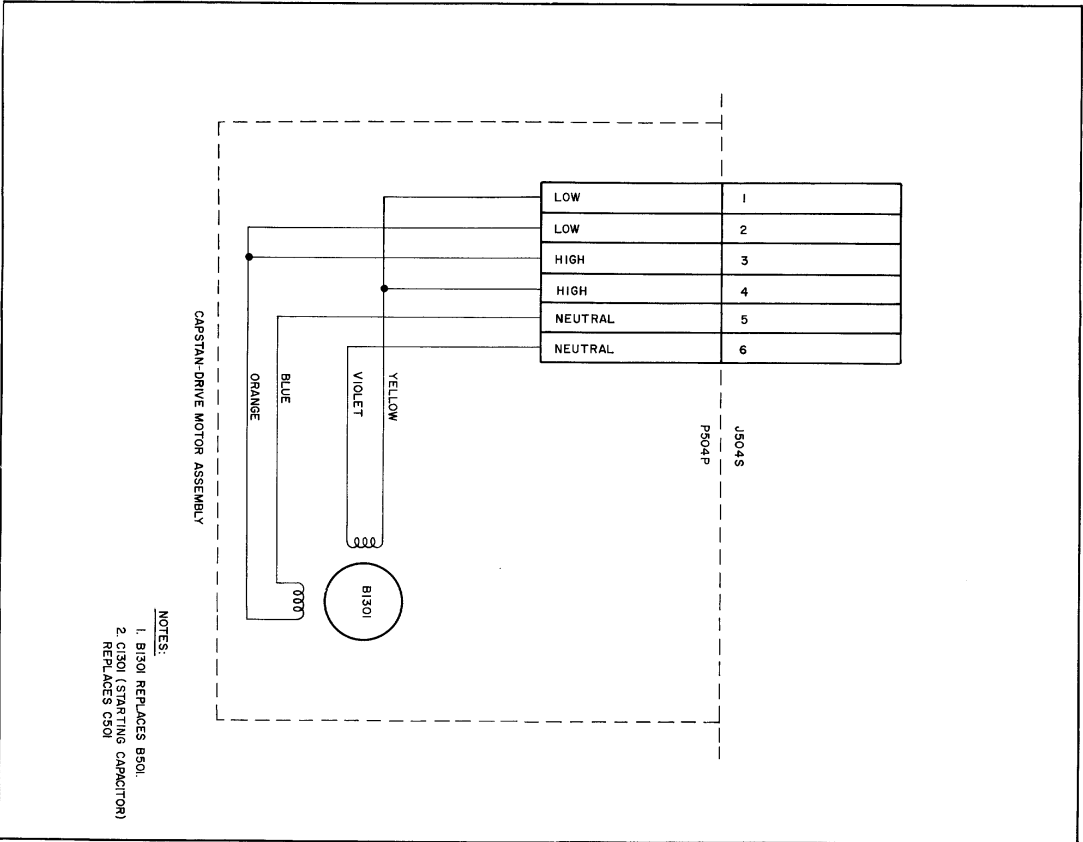 LOW 1
LOW 2
HIGH 3
HIGH 4
NEUTRAL 5
NEUTRAL 6
J504S
P504P
YELLOW
VIOLET
BLUE
ORANGE
B1301
CAPSTAN-DRIVE MOTOR ASSEMBLY
NOTES:
1. B1301 REPLACES B501.
2. C1301 (STARTING CAPACITOR)
REPLACES C501